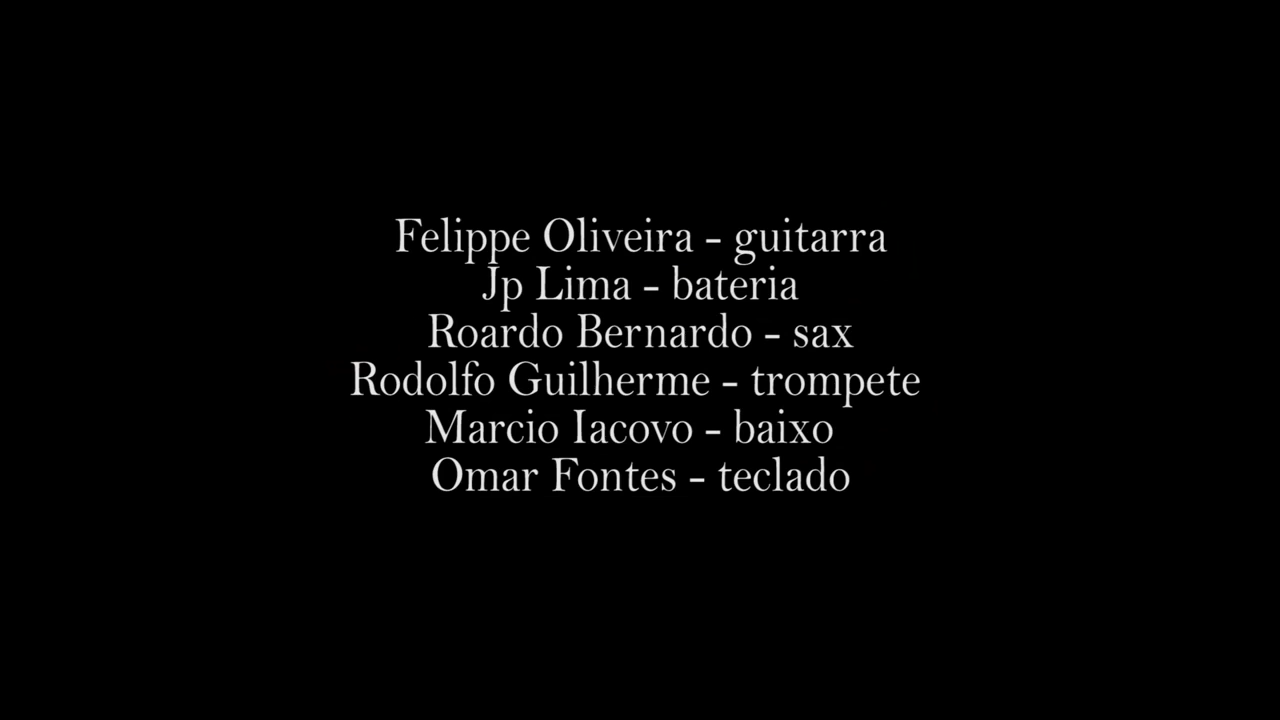 Felippe Oliveira - guitarra
Jp Lima - bateria
Roardo Bernardo - sax
Rodolfo Guilherme - trompete
Marcio Iacovo - baixo
Omar Fontes - teclado